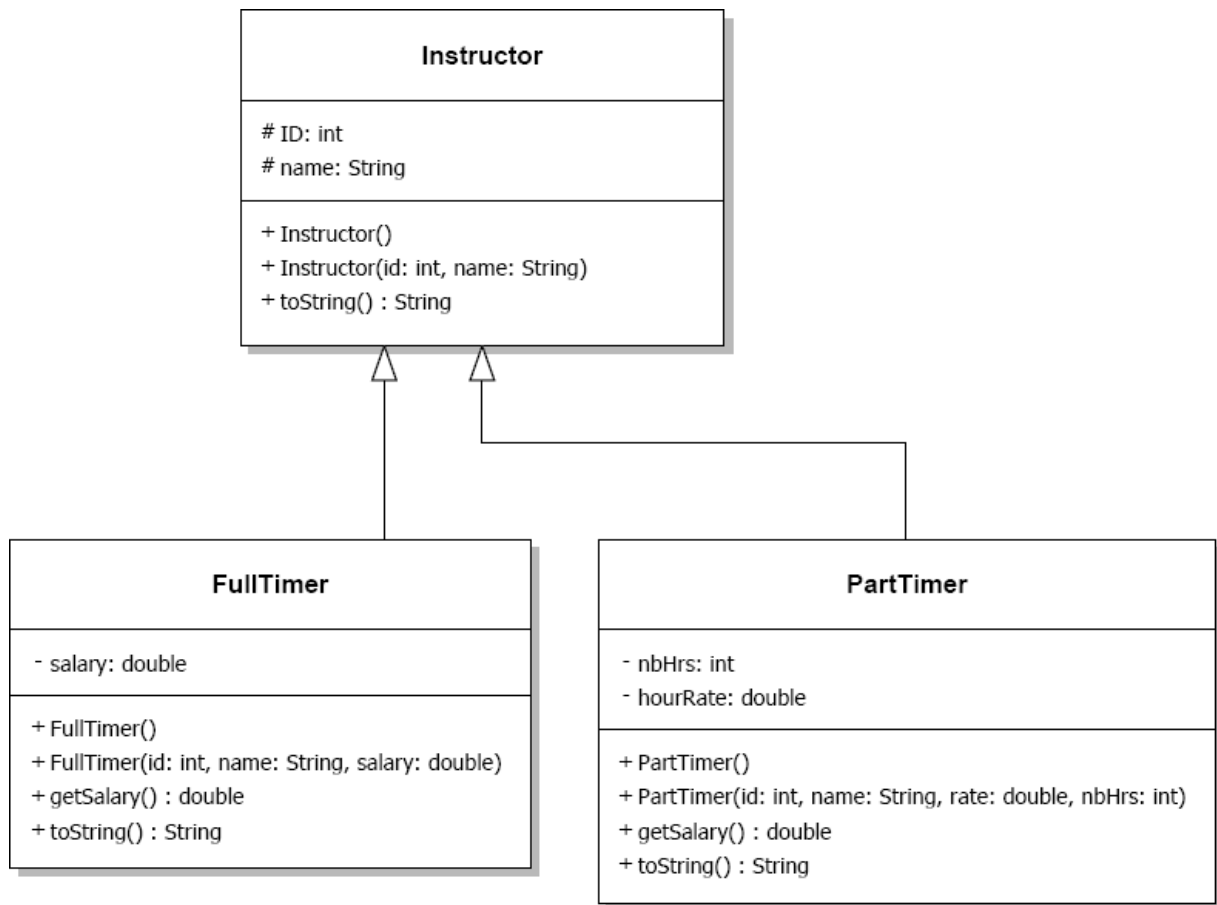 Instructor
# ID: int
# name: String
+ Instructor()
+ Instructor(id: int, name: String)
+ toString() : String
FullTimer
- salary: double
+ FullTimer()
+ FullTimer(id: int, name: String, salary: double)
+ getSalary() : double
+ toString() : String
PartTimer
- nbHrs: int
- hourRate: double
+ PartTimer()
+ PartTimer(id: int, name: String, rate: double, nbHrs: int)
+ getSalary() : double
+ toString() : String